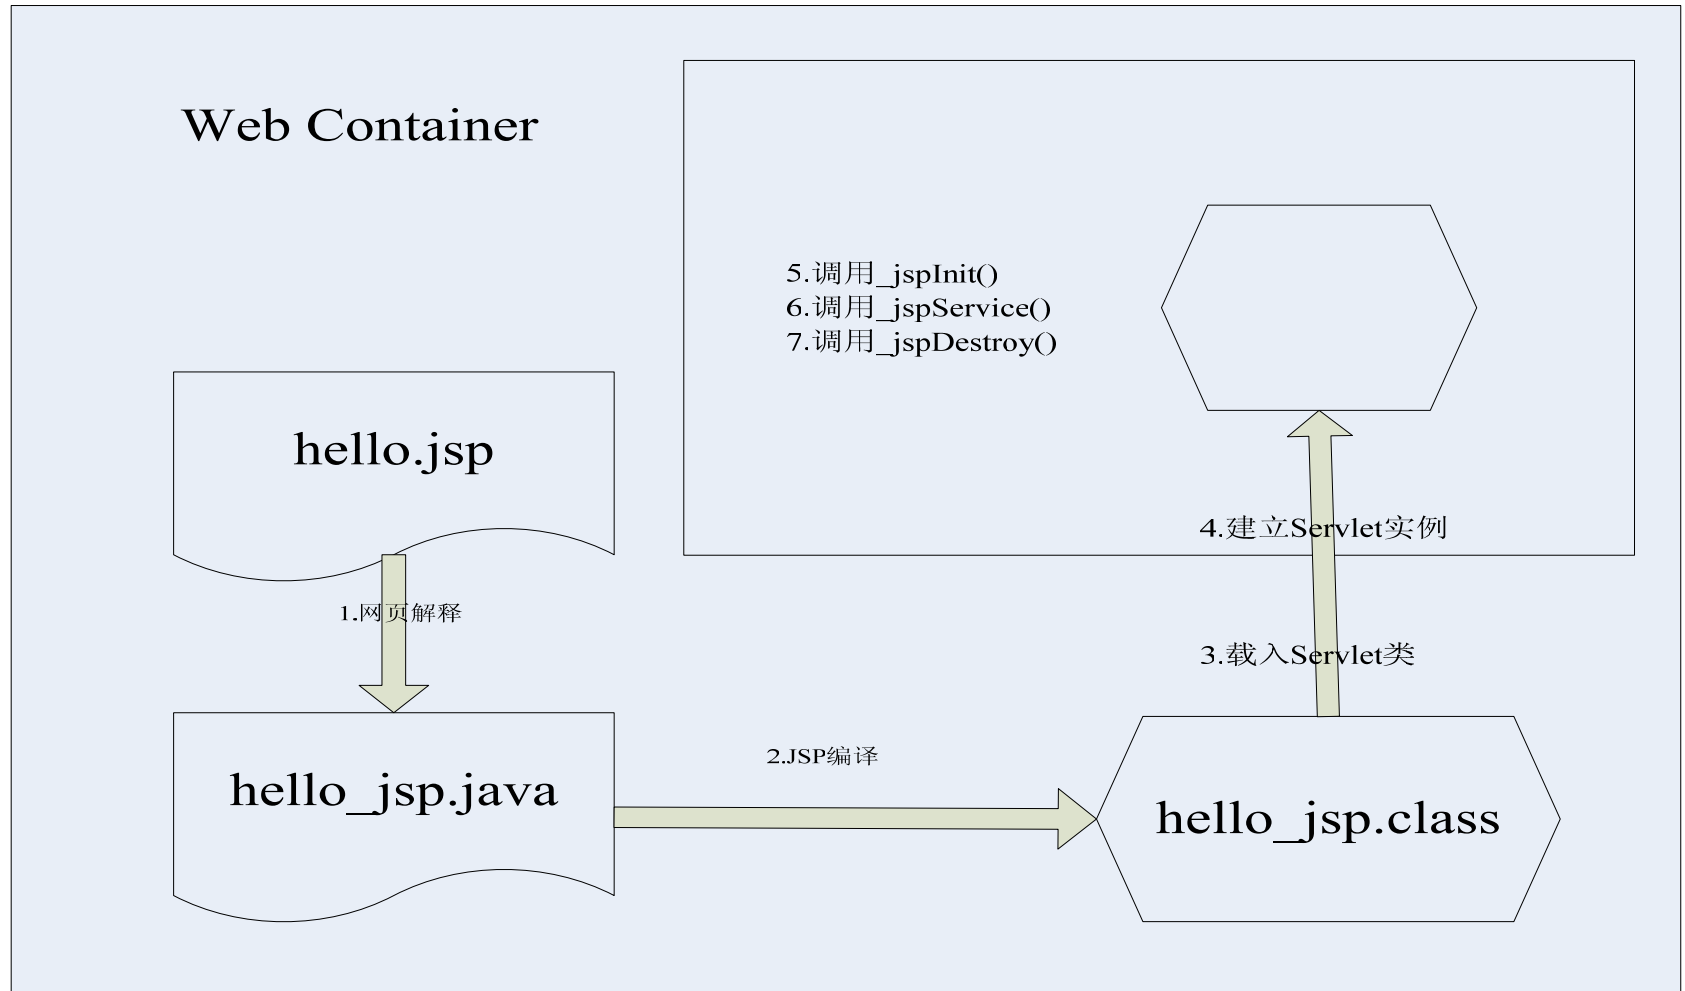 Web Container
5.调用_jspInit()
6.调用_jspService()
7.调用_jspDestroy()
hello.jsp
4.建立Servlet实例
1.网页解释
3.载入Servlet类
2.JSP编译
hello_jsp.java
hello_jsp.class